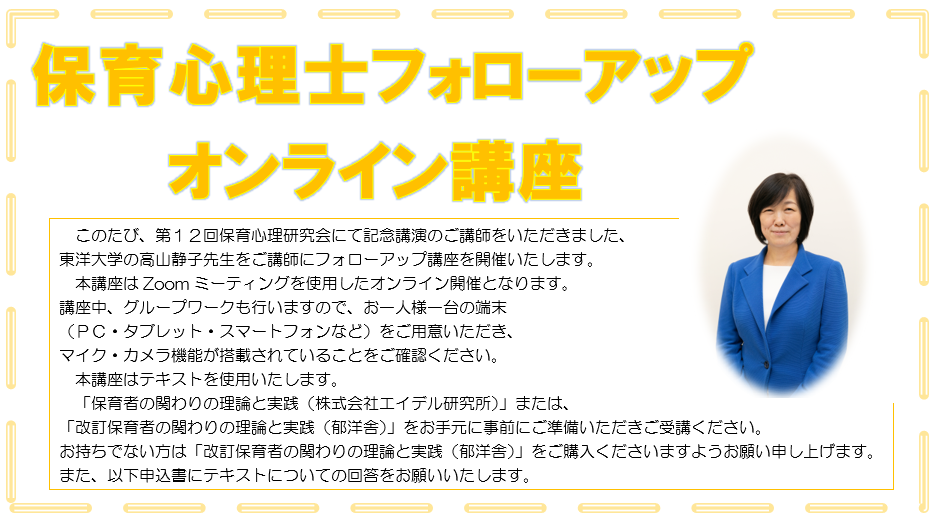 保育心理士フォローアップ
オンライン講座
このたび、第１２回保育心理研究会にて記念講演のご講師をいただきました、
東洋大学の高山静子先生をご講師にフォローアップ講座を開催いたします。
本講座は Zoom ミーティングを使用したオンライン開催となります。
講座中、グループワークも行いますので、お一人様一台の端末
（ＰＣ・タブレット・スマートフォンなど）をご用意いただき、
マイク・カメラ機能が搭載されていることをご確認ください。
本講座はテキストを使用いたします。
「保育者の関わりの理論と実践（株式会社エイデル研究所）」または、
「改訂保育者の関わりの理論と実践（郁洋舎）」をお手元に事前にご準備いただきご受講ください。
お持ちでない方は「改訂保育者の関わりの理論と実践（郁洋舎）」をご購入くださいますようお願い申し上げます。
また、以下申込書にテキストについての回答をお願いいたします。